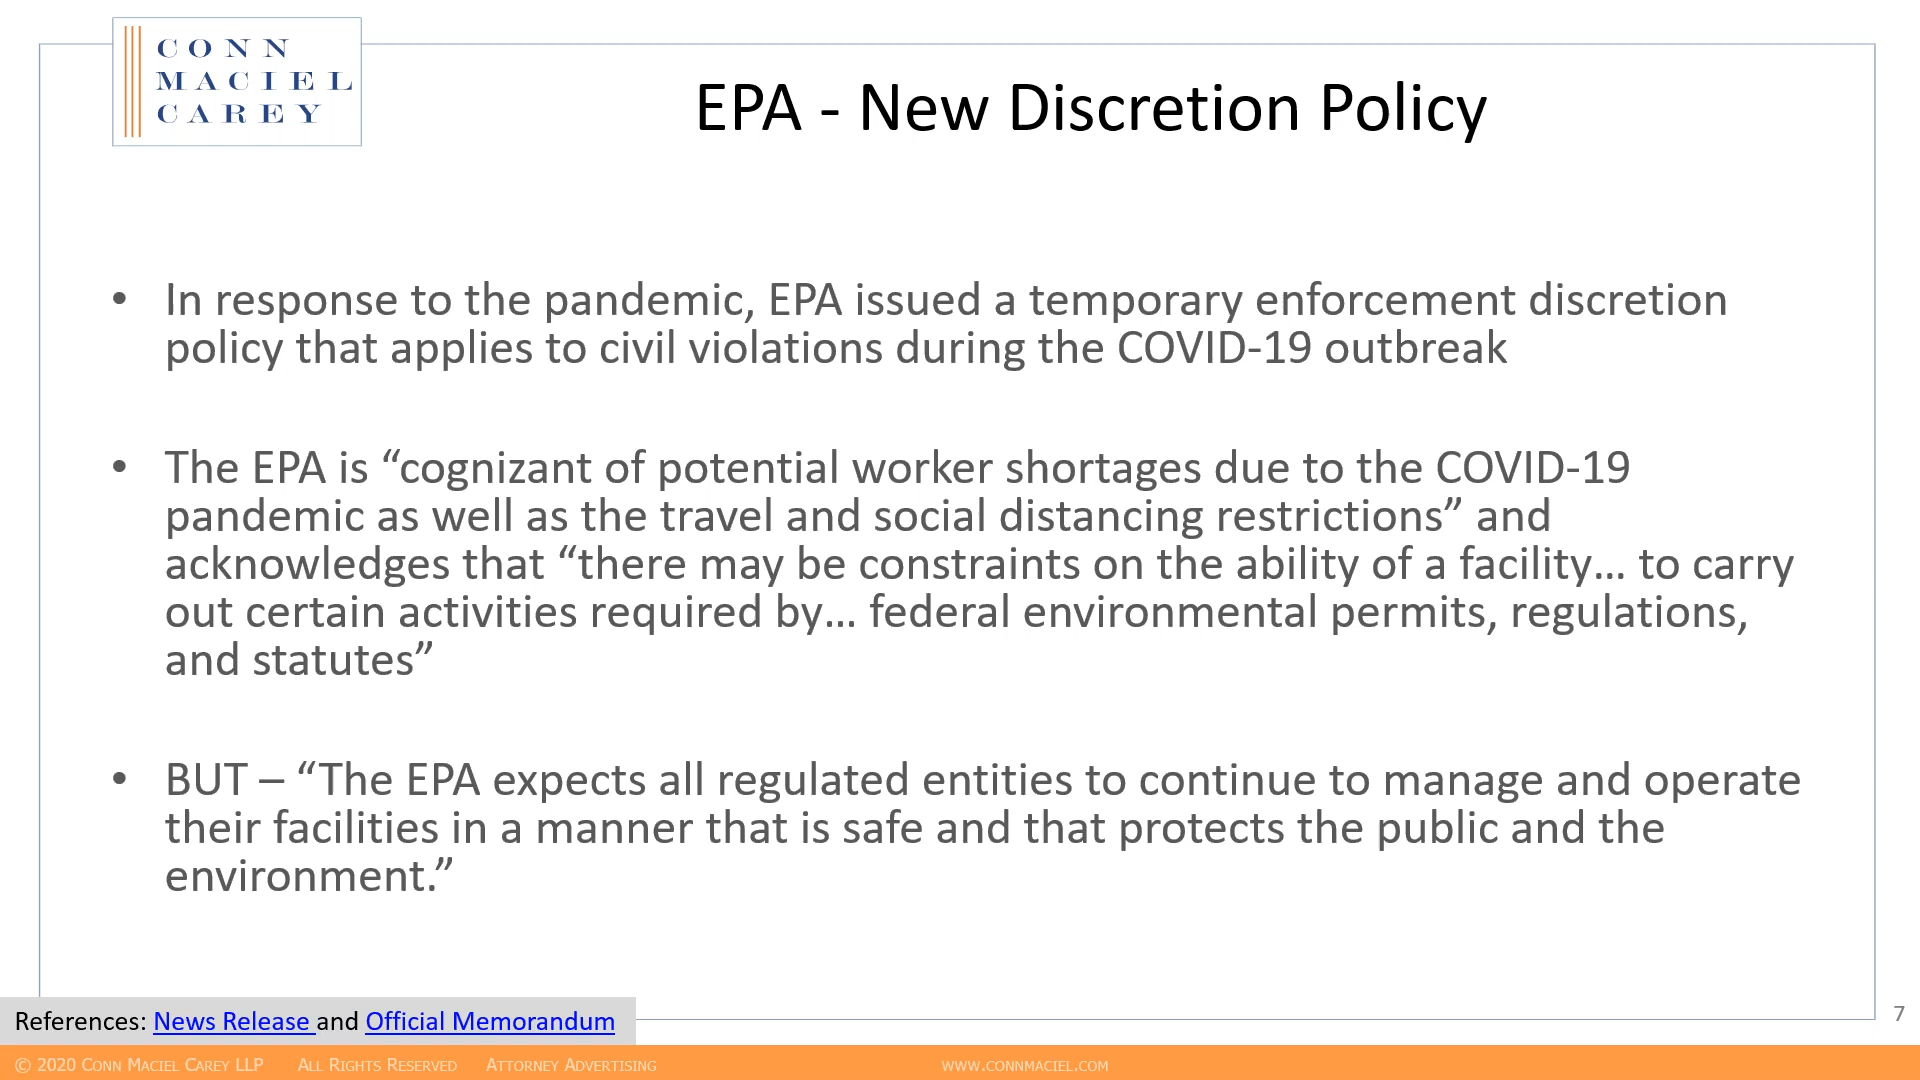 CONN
MACIEL
CAREY
EPA - New Discretion Policy
• In response to the pandemic, EPA issued a temporary enforcement discretion
policy that applies to civil violations during the COVID-19 outbreak
• The EPA is “cognizant of potential worker shortages due to the COVID-19
pandemic as well as the travel and social distancing restrictions” and
acknowledges that “there may be constraints on the ability of a facility… to carry
out certain activities required by… federal environmental permits, regulations,
and statutes”
• BUT – “The EPA expects all regulated entities to continue to manage and operate
their facilities in a manner that is safe and that protects the public and the
environment.”
References: News Release and Official Memorandum
7
© 2020 CONN MACIEL CAREY LLP ALL RIGHTS RESERVED ATTORNEY ADVERTISING WWW.CONNMACIEL.COM